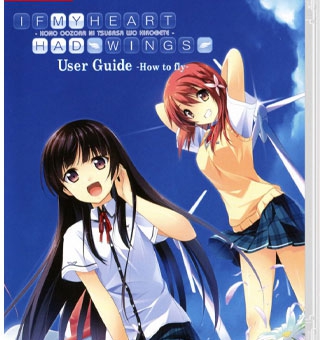 IF MY HEART
- KONO OOZORA NI TSUBASA WO HIROGETE -
HAD WINGS
User Guide -How to fly-